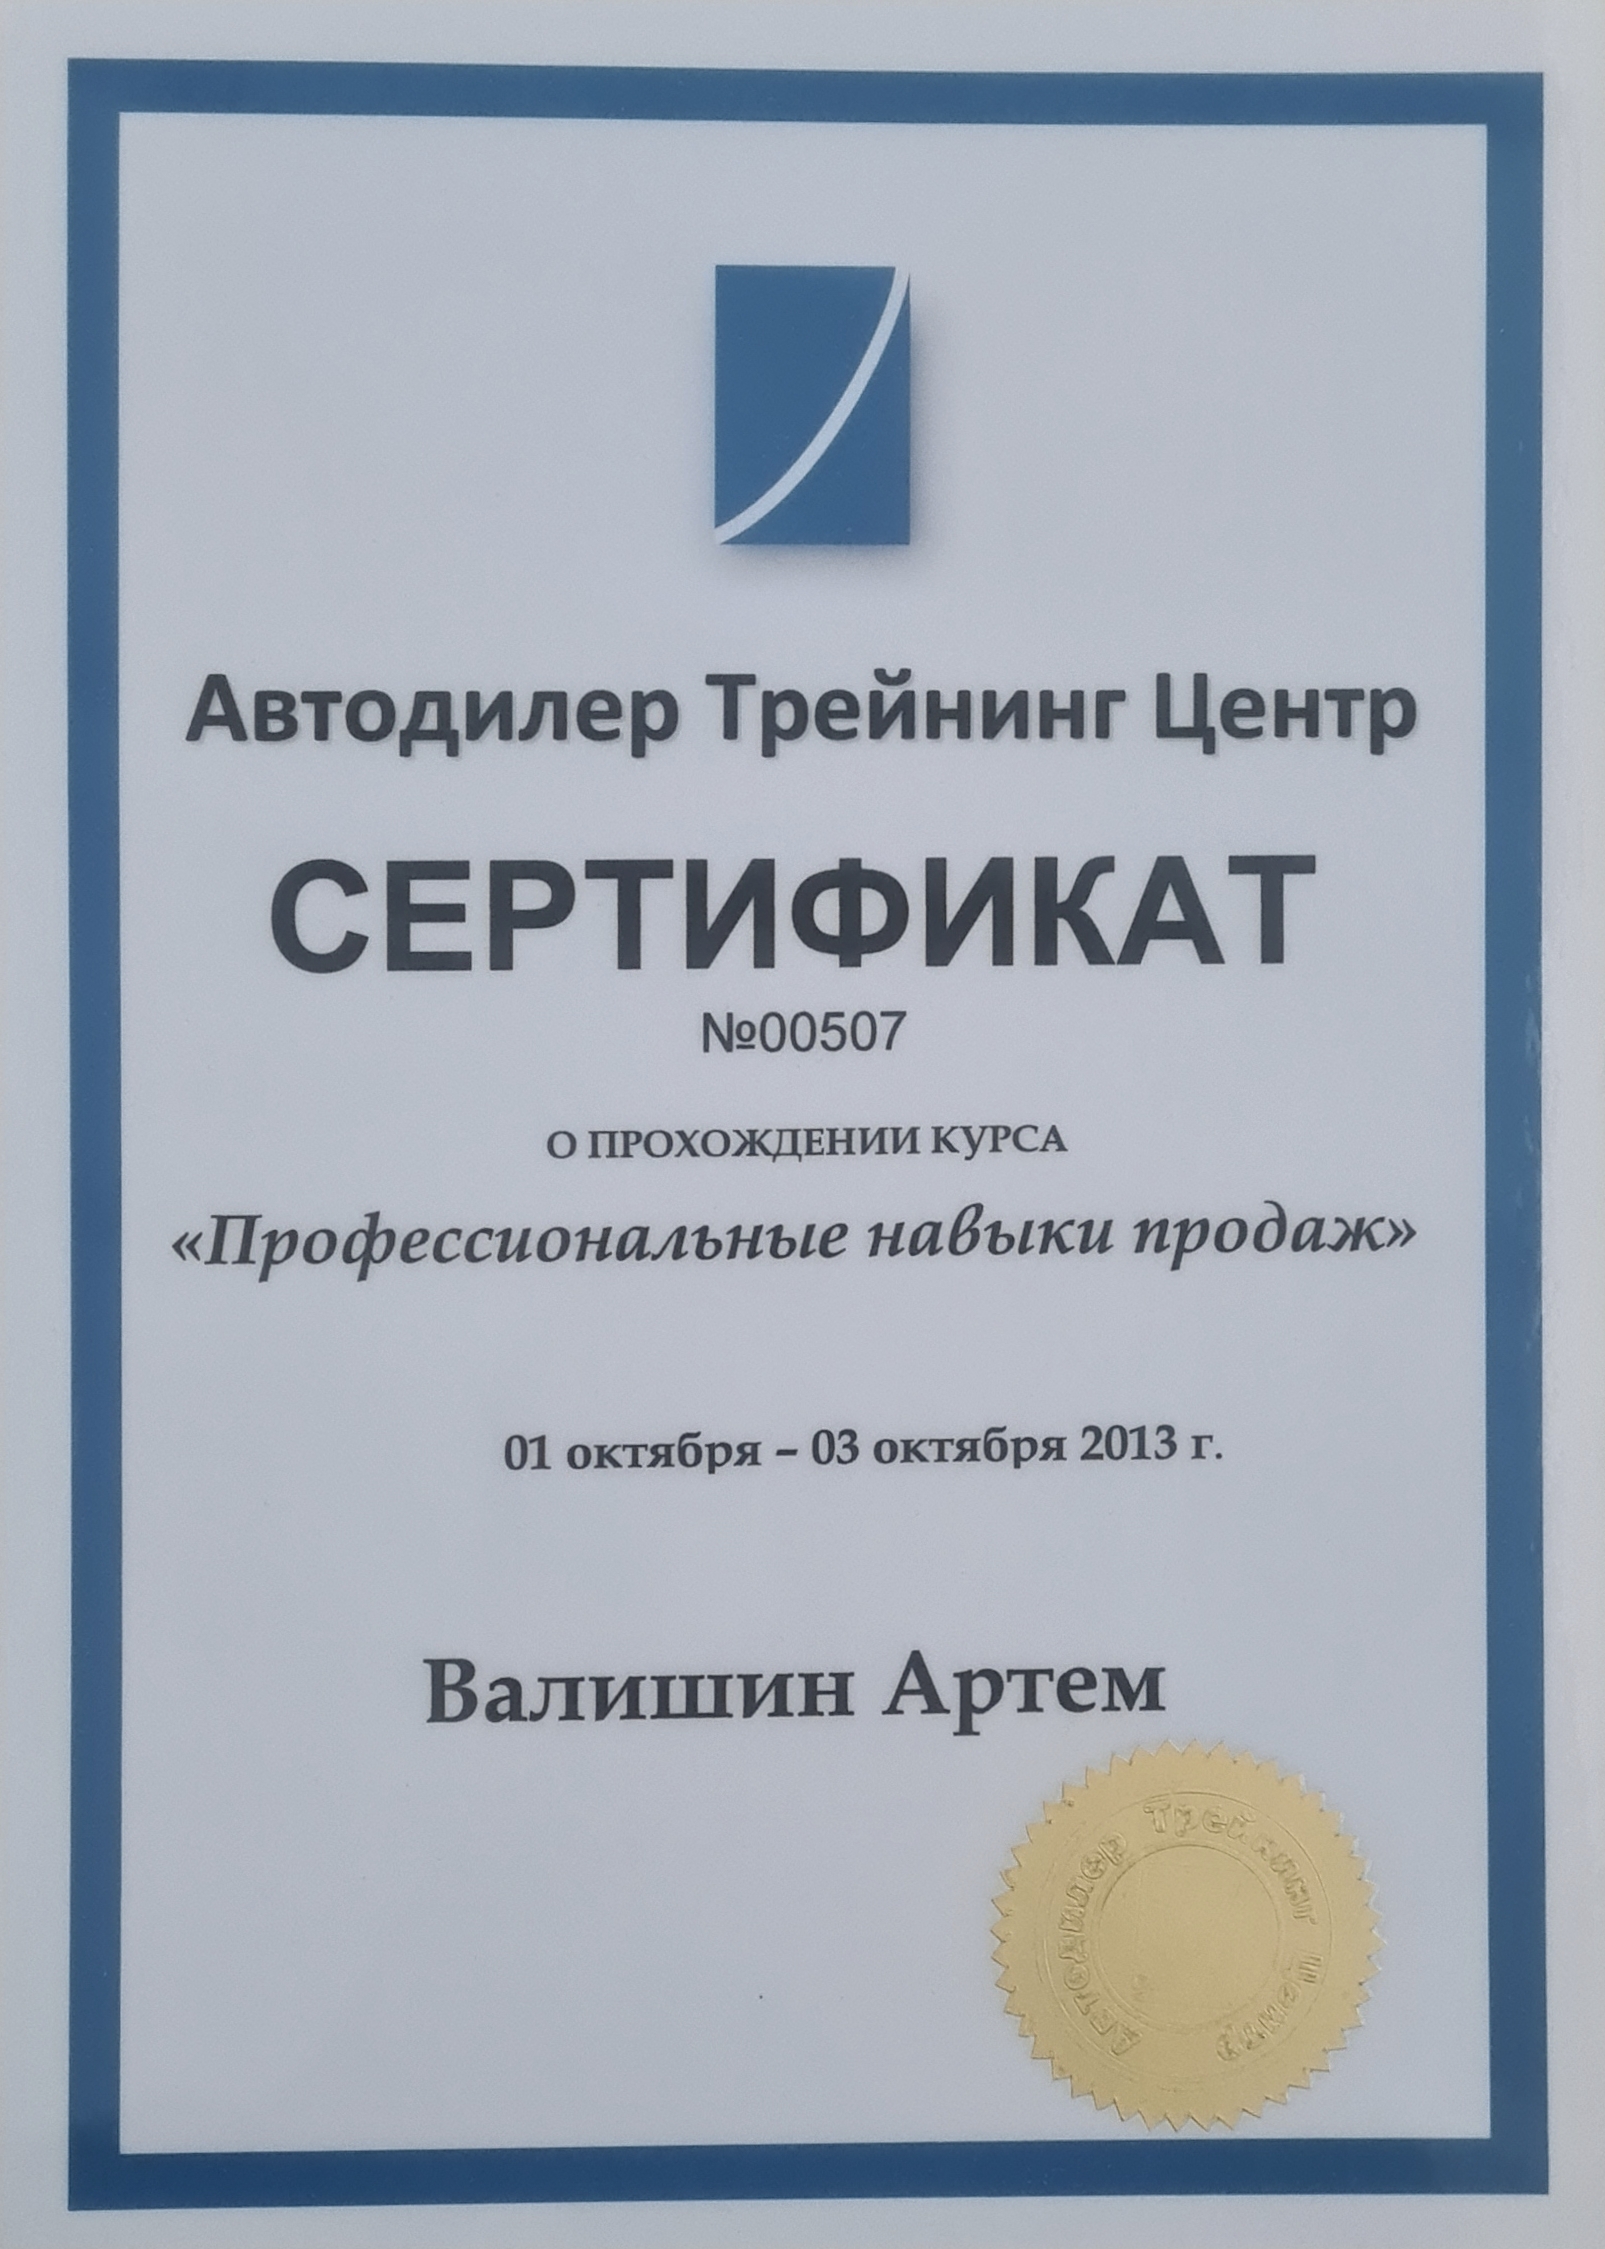 Автодилер Трейнинг Центр
СЕРТИФИКАТ
№00507
О ПРОХОЖДЕНИИ КУРСА
«Профессиональные навыки продаж»
01 октября – 03 октября 2013 г.
Валишин Артем
Автодилер Трейнинг Центр